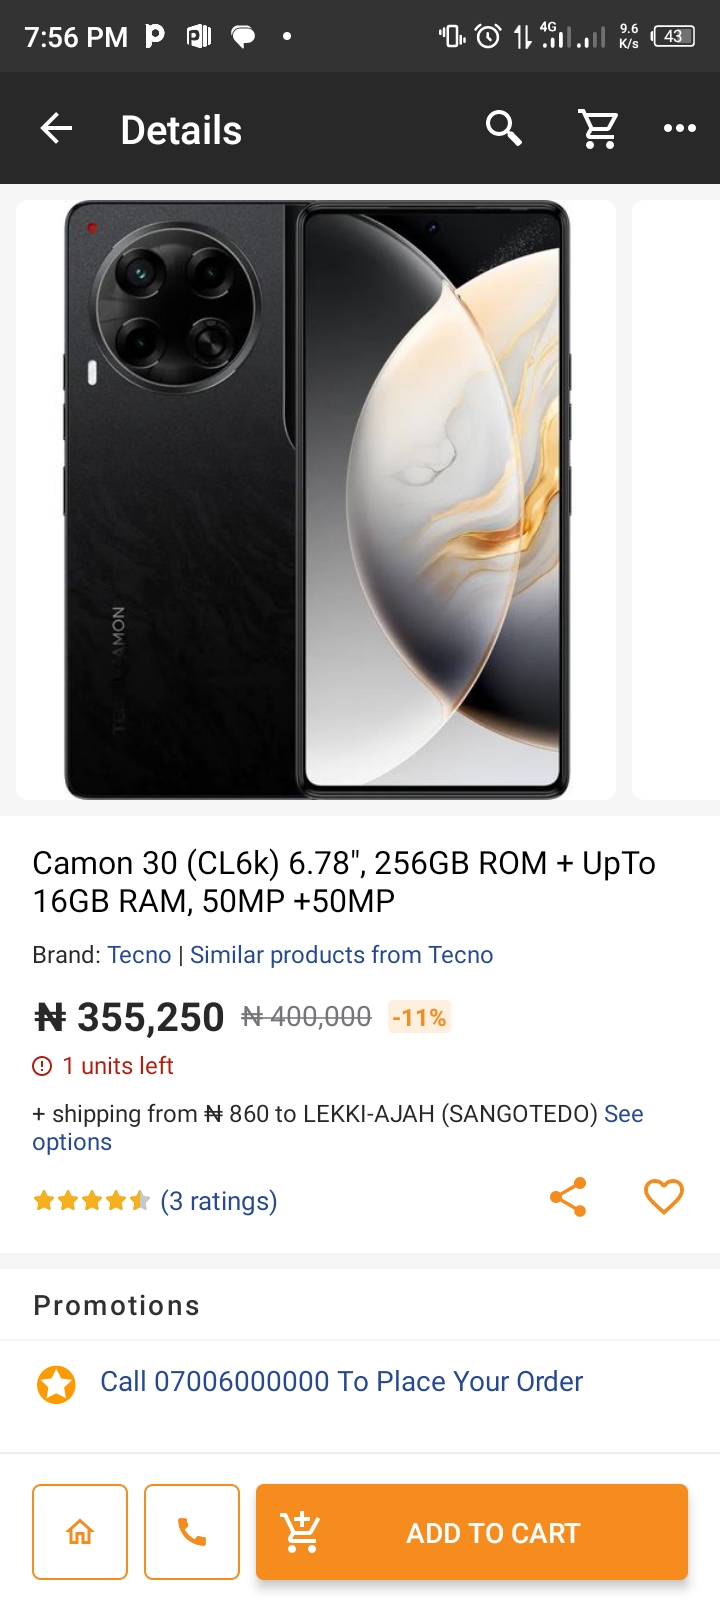 7:56 PM 4G 9.6 K/s 43
Details
CAMON
Camon 30 (CL6k) 6.78", 256GB ROM + UpTo
16GB RAM, 50MP +50MP
Brand: Tecno | Similar products from Tecno
₦ 355,250 ₦ 400,000 -11%
1 units left
+ shipping from ₦ 860 to LEKKI-AJAH (SANGOTEDO) See
options
(3 ratings)
Promotions
Call 07006000000 To Place Your Order
ADD TO CART